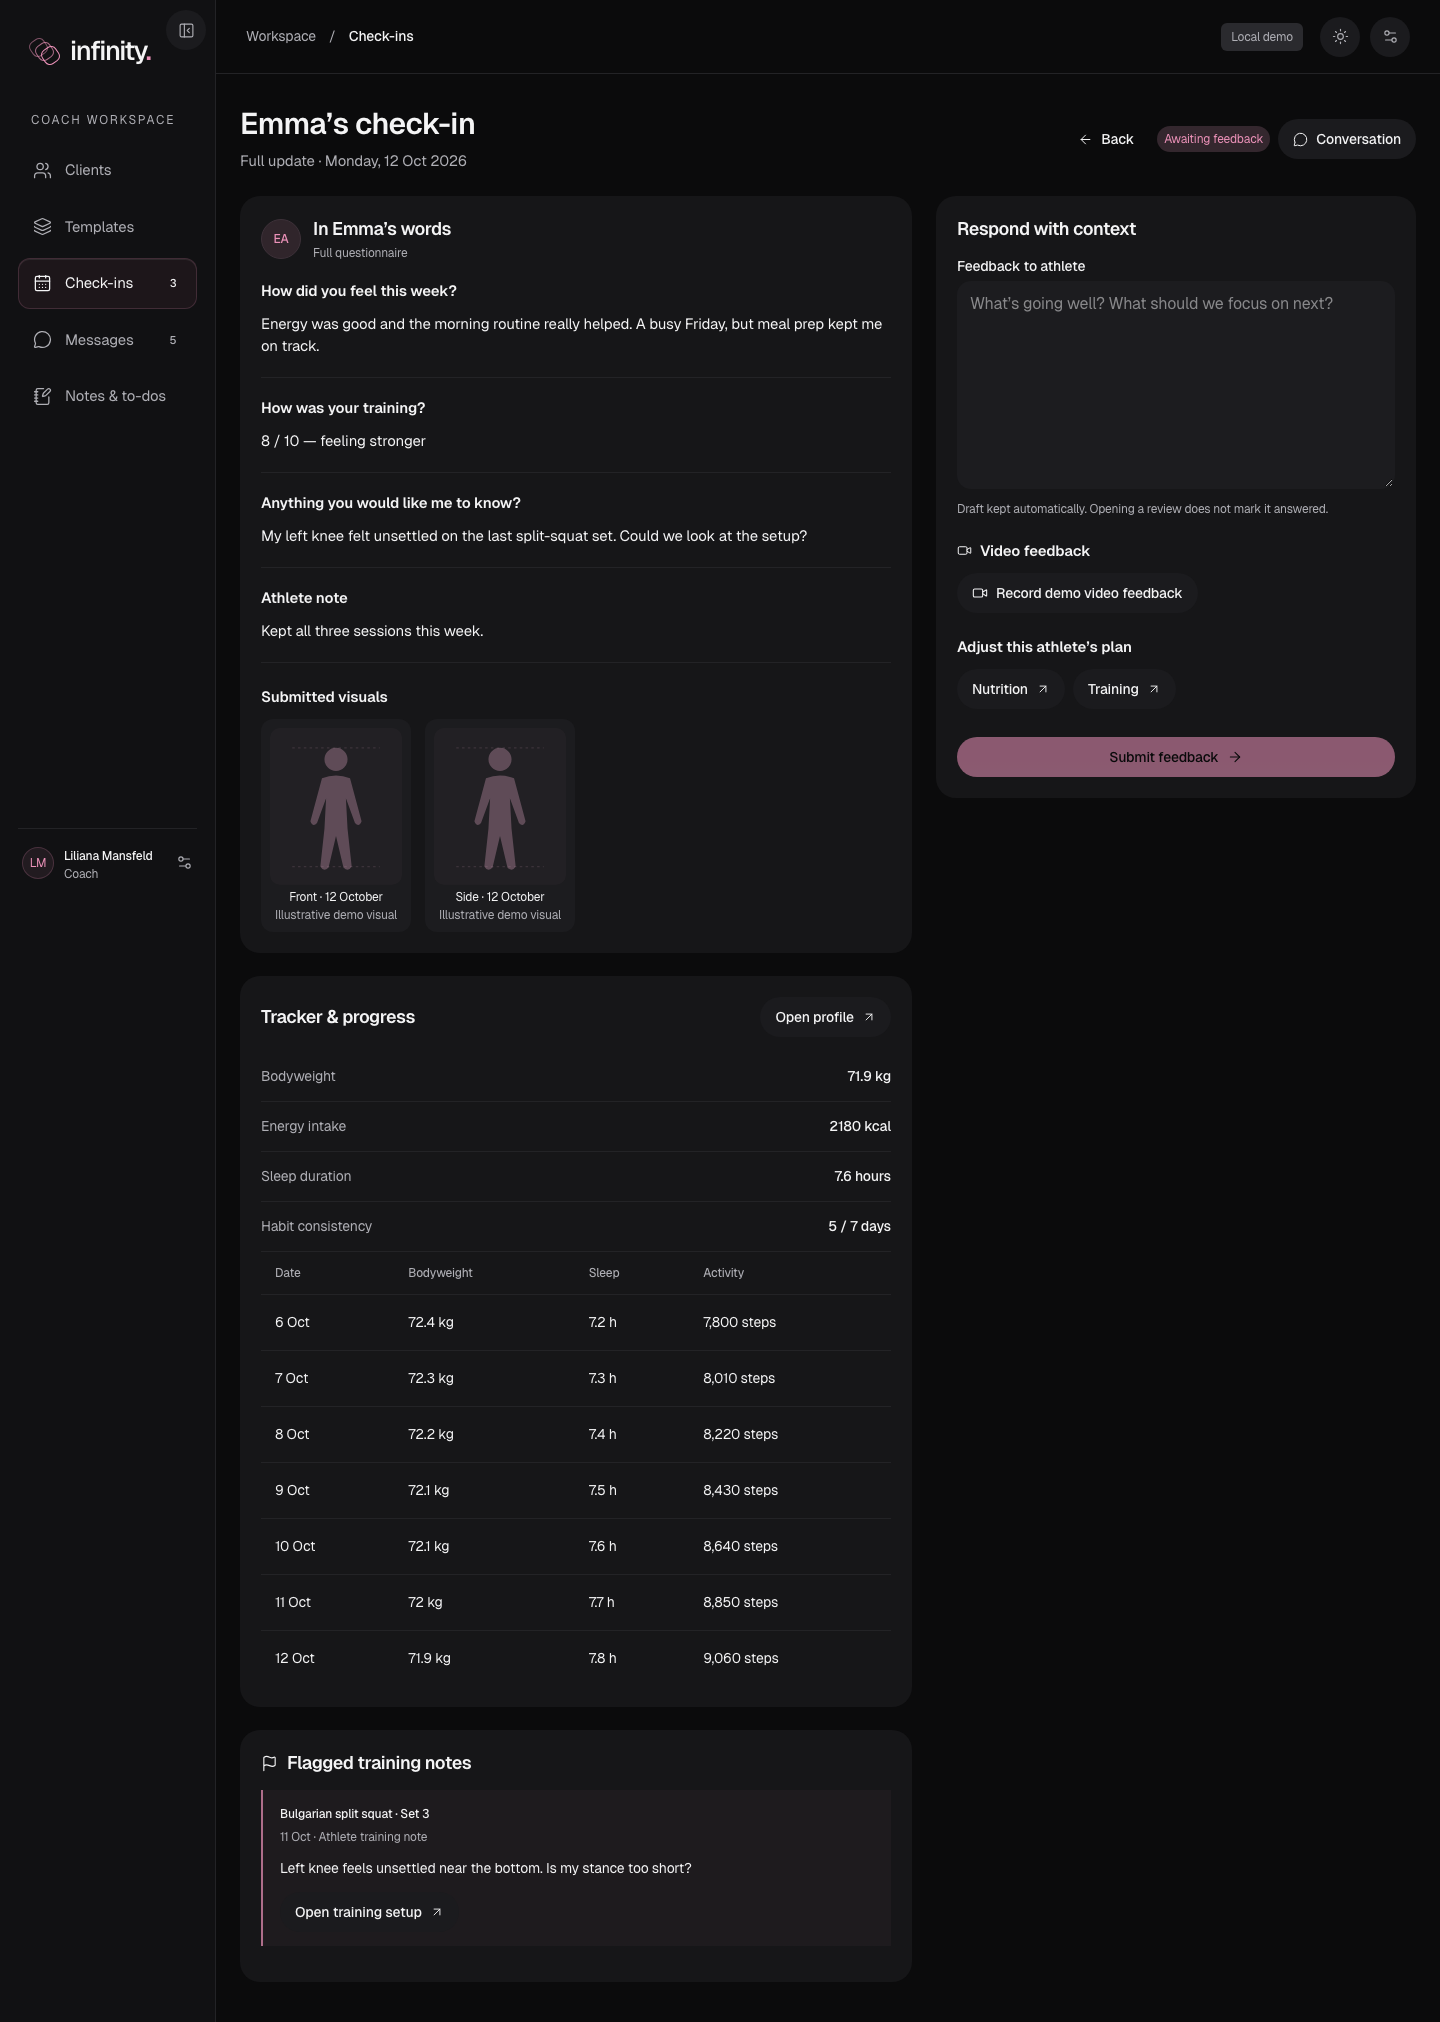 infinity.
COACH WORKSPACE
Clients
Templates
Check-ins 3
Messages 5
Notes & to-dos
LM
Liliana Mansfeld
Coach
Workspace / Check-ins
Local demo
Emma’s check-in
Full update · Monday, 12 Oct 2026
Back
Awaiting feedback
Conversation
EA
In Emma’s words
Full questionnaire
How did you feel this week?
Energy was good and the morning routine really helped. A busy Friday, but meal prep kept me
on track.
How was your training?
8 / 10 — feeling stronger
Anything you would like me to know?
My left knee felt unsettled on the last split-squat set. Could we look at the setup?
Athlete note
Kept all three sessions this week.
Submitted visuals
Front · 12 October
Illustrative demo visual
Side · 12 October
Illustrative demo visual
Respond with context
Feedback to athlete
What’s going well? What should we focus on next?
Draft kept automatically. Opening a review does not mark it answered.
Video feedback
Record demo video feedback
Adjust this athlete’s plan
Nutrition
Training
Submit feedback
Tracker & progress
Open profile
Bodyweight 71.9 kg
Energy intake 2180 kcal
Sleep duration 7.6 hours
Habit consistency 5 / 7 days
Date Bodyweight Sleep Activity
6 Oct 72.4 kg 7.2 h 7,800 steps
7 Oct 72.3 kg 7.3 h 8,010 steps
8 Oct 72.2 kg 7.4 h 8,220 steps
9 Oct 72.1 kg 7.5 h 8,430 steps
10 Oct 72.1 kg 7.6 h 8,640 steps
11 Oct 72 kg 7.7 h 8,850 steps
12 Oct 71.9 kg 7.8 h 9,060 steps
Flagged training notes
Bulgarian split squat · Set 3
11 Oct · Athlete training note
Left knee feels unsettled near the bottom. Is my stance too short?
Open training setup